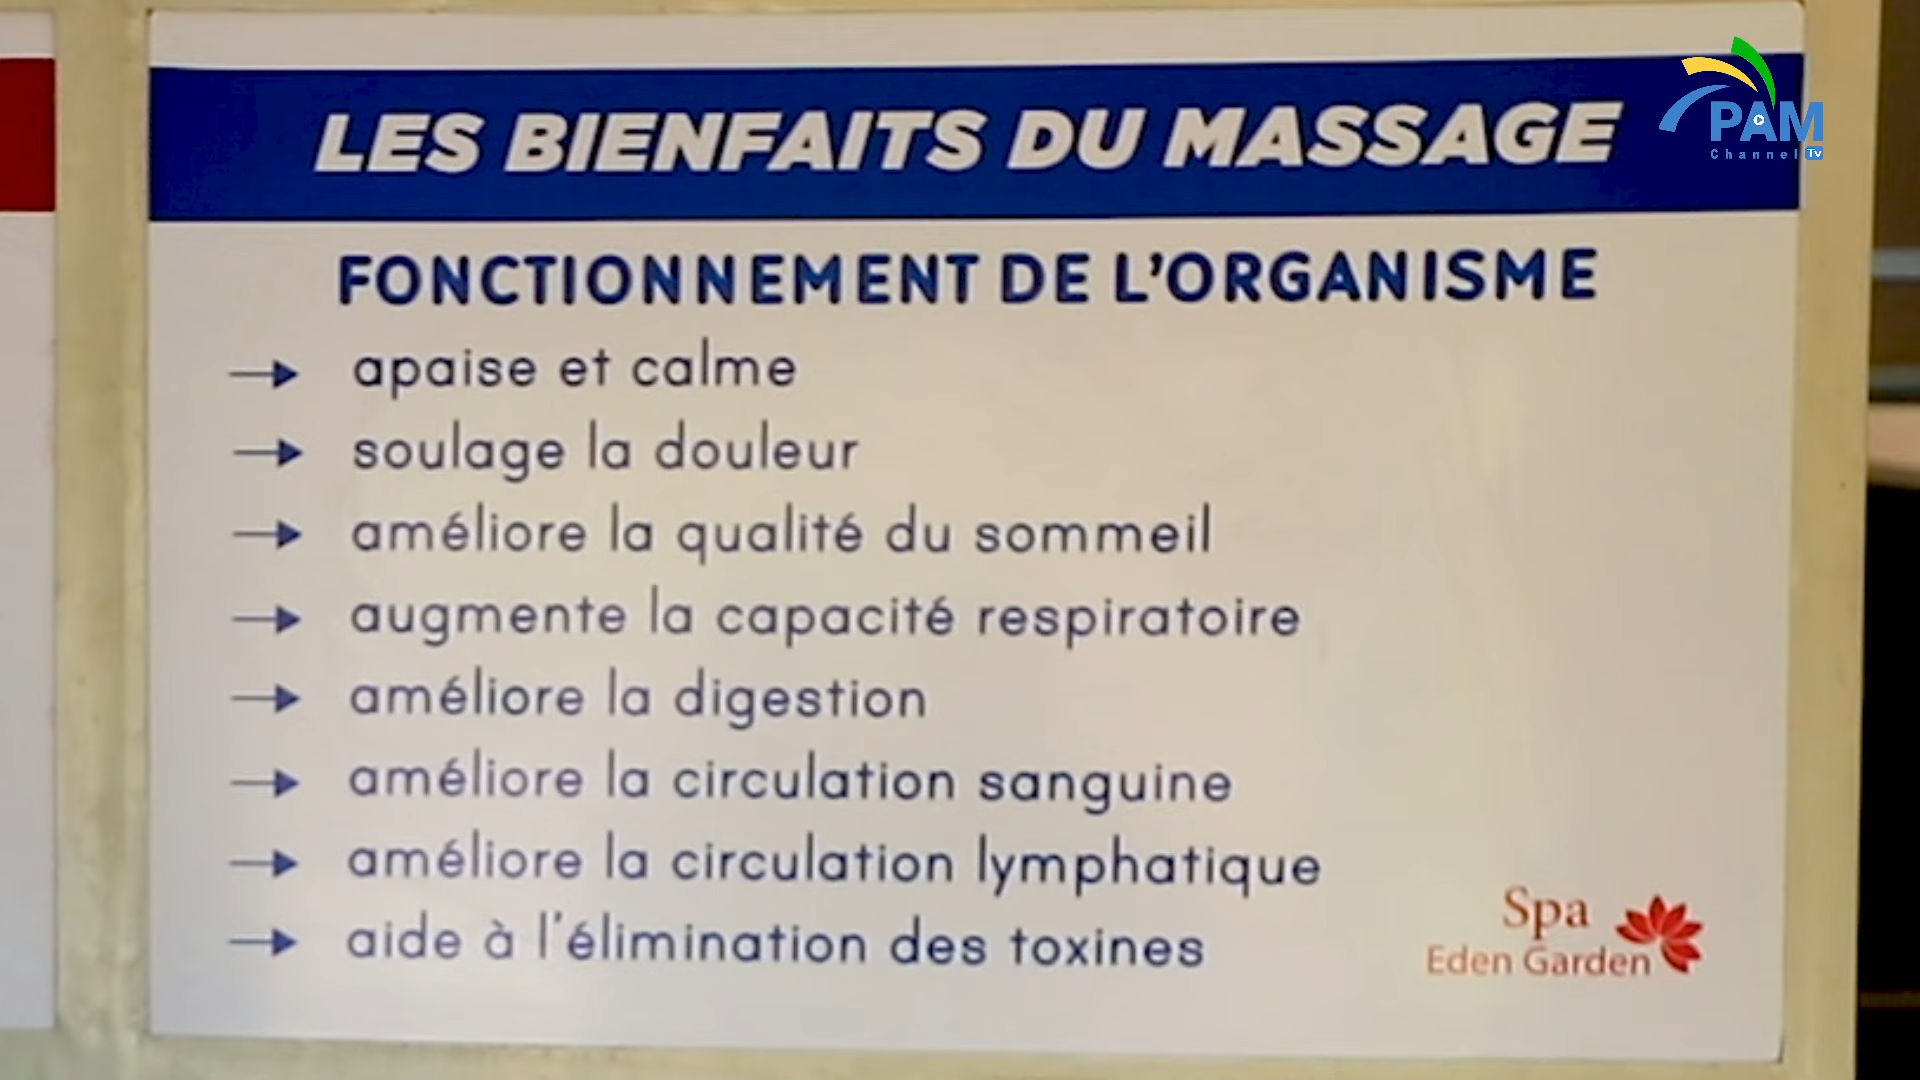 LES BIENFAITS DU MASSAGE
PAM
Channel Tv
FONCTIONNEMENT DE L'ORGANISME
→ apaise et calme
→ soulage la douleur
→ améliore la qualité du sommeil
→ augmente la capacité respiratoire
→ améliore la digestion
→ améliore la circulation sanguine
→ améliore la circulation lymphatique
→ aide à l'élimination des toxines
Spa
Eden Garden